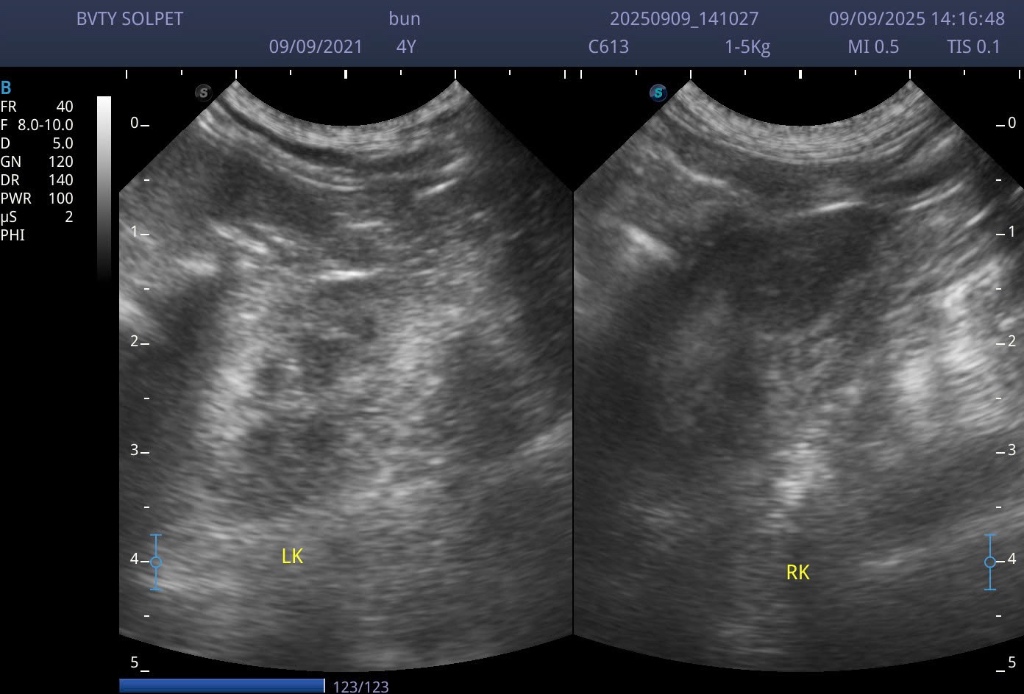 BVTY SOLPET bun 20250909_141027 09/09/2025 14:16:48
09/09/2021 4Y C613 1-5Kg MI 0.5 TIS 0.1
B
FR 40
F 8.0-10.0
D 5.0
GN 120
DR 140
PWR 100
µS 2
PHI
S S
0 0
1 1
2 2
3 3
4 4
5 5
LK RK
123/123